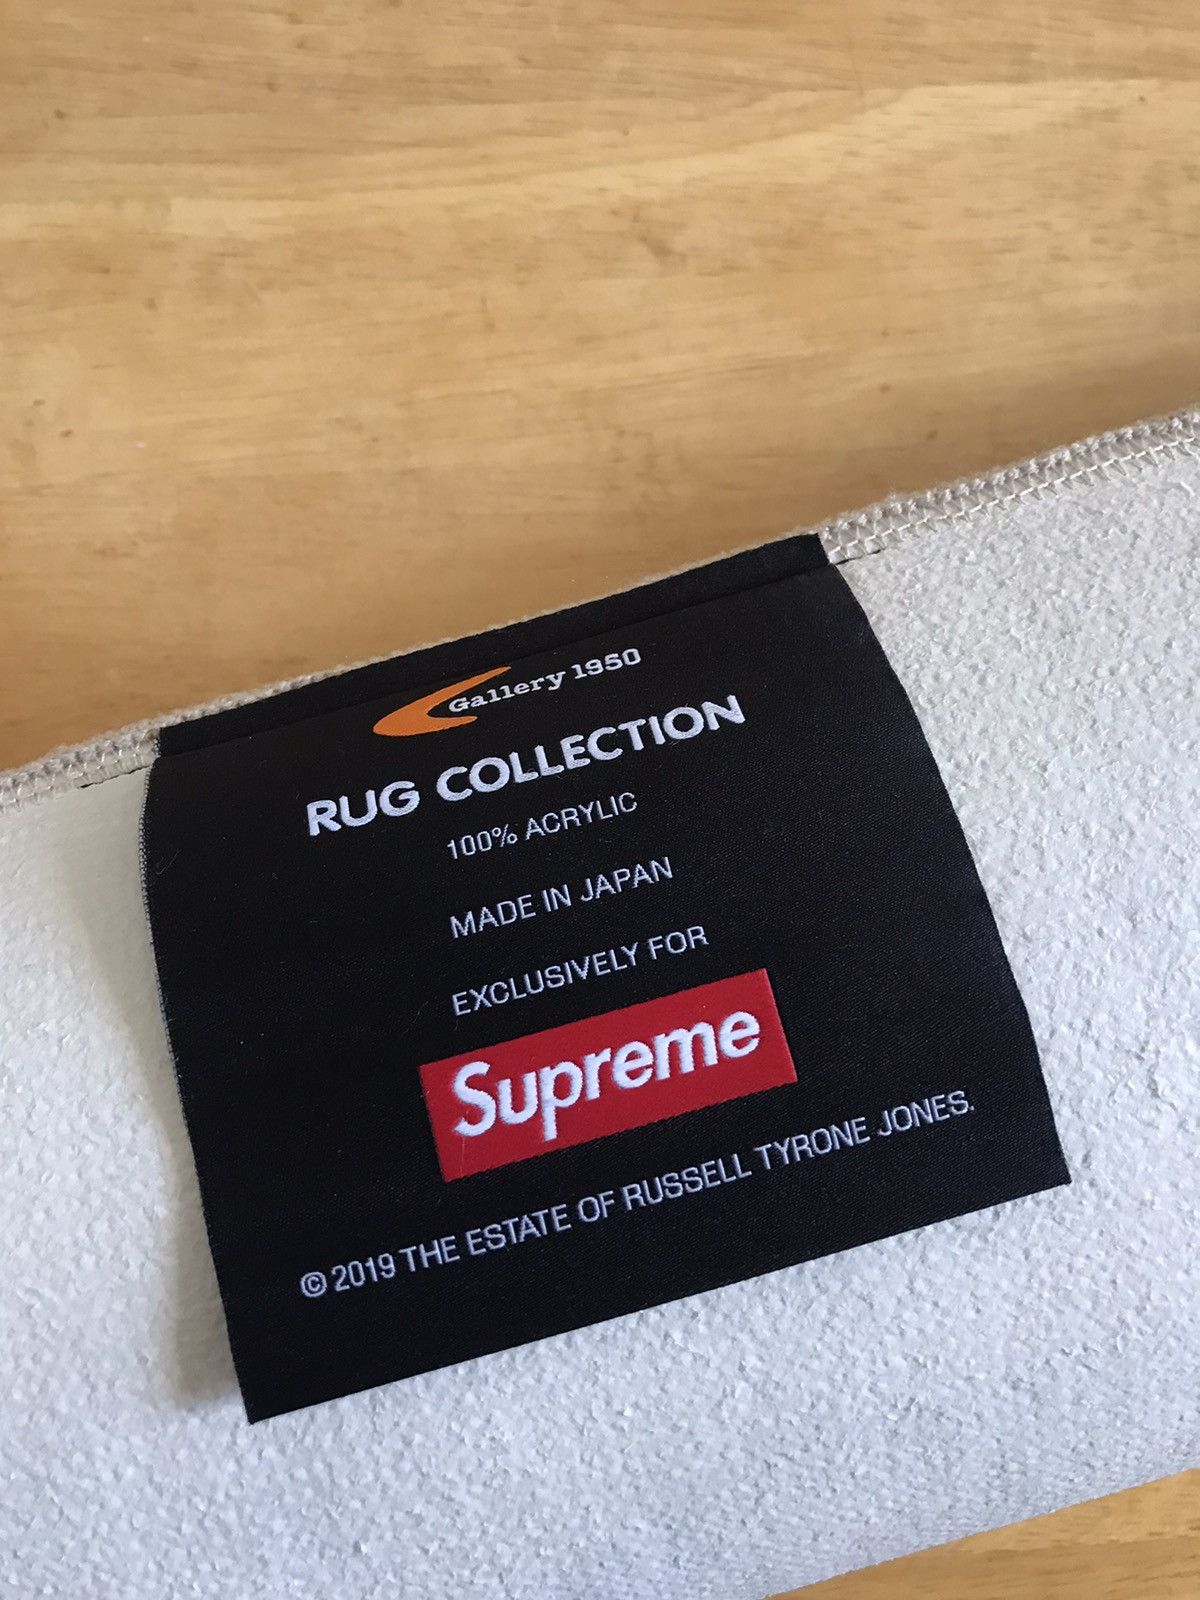 Gallery 1950
RUG COLLECTION
100% ACRYLIC
MADE IN JAPAN
EXCLUSIVELY FOR
Supreme
© 2019 THE ESTATE OF RUSSELL TYRONE JONES.